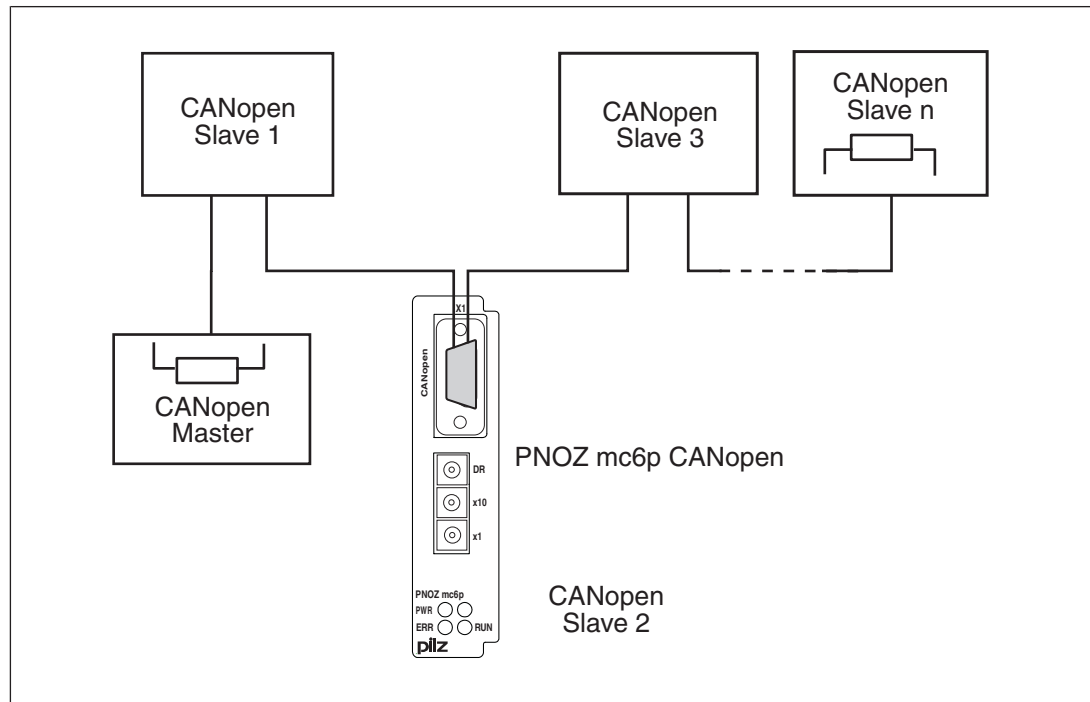 CANopen
Slave 1
CANopen
Slave 3
CANopen
Slave n
CANopen
Master
X1
CANopen
DR
x10
x1
PNOZ mc6p
PWR
ERR
RUN
pilz
PNOZ mc6p CANopen
CANopen
Slave 2